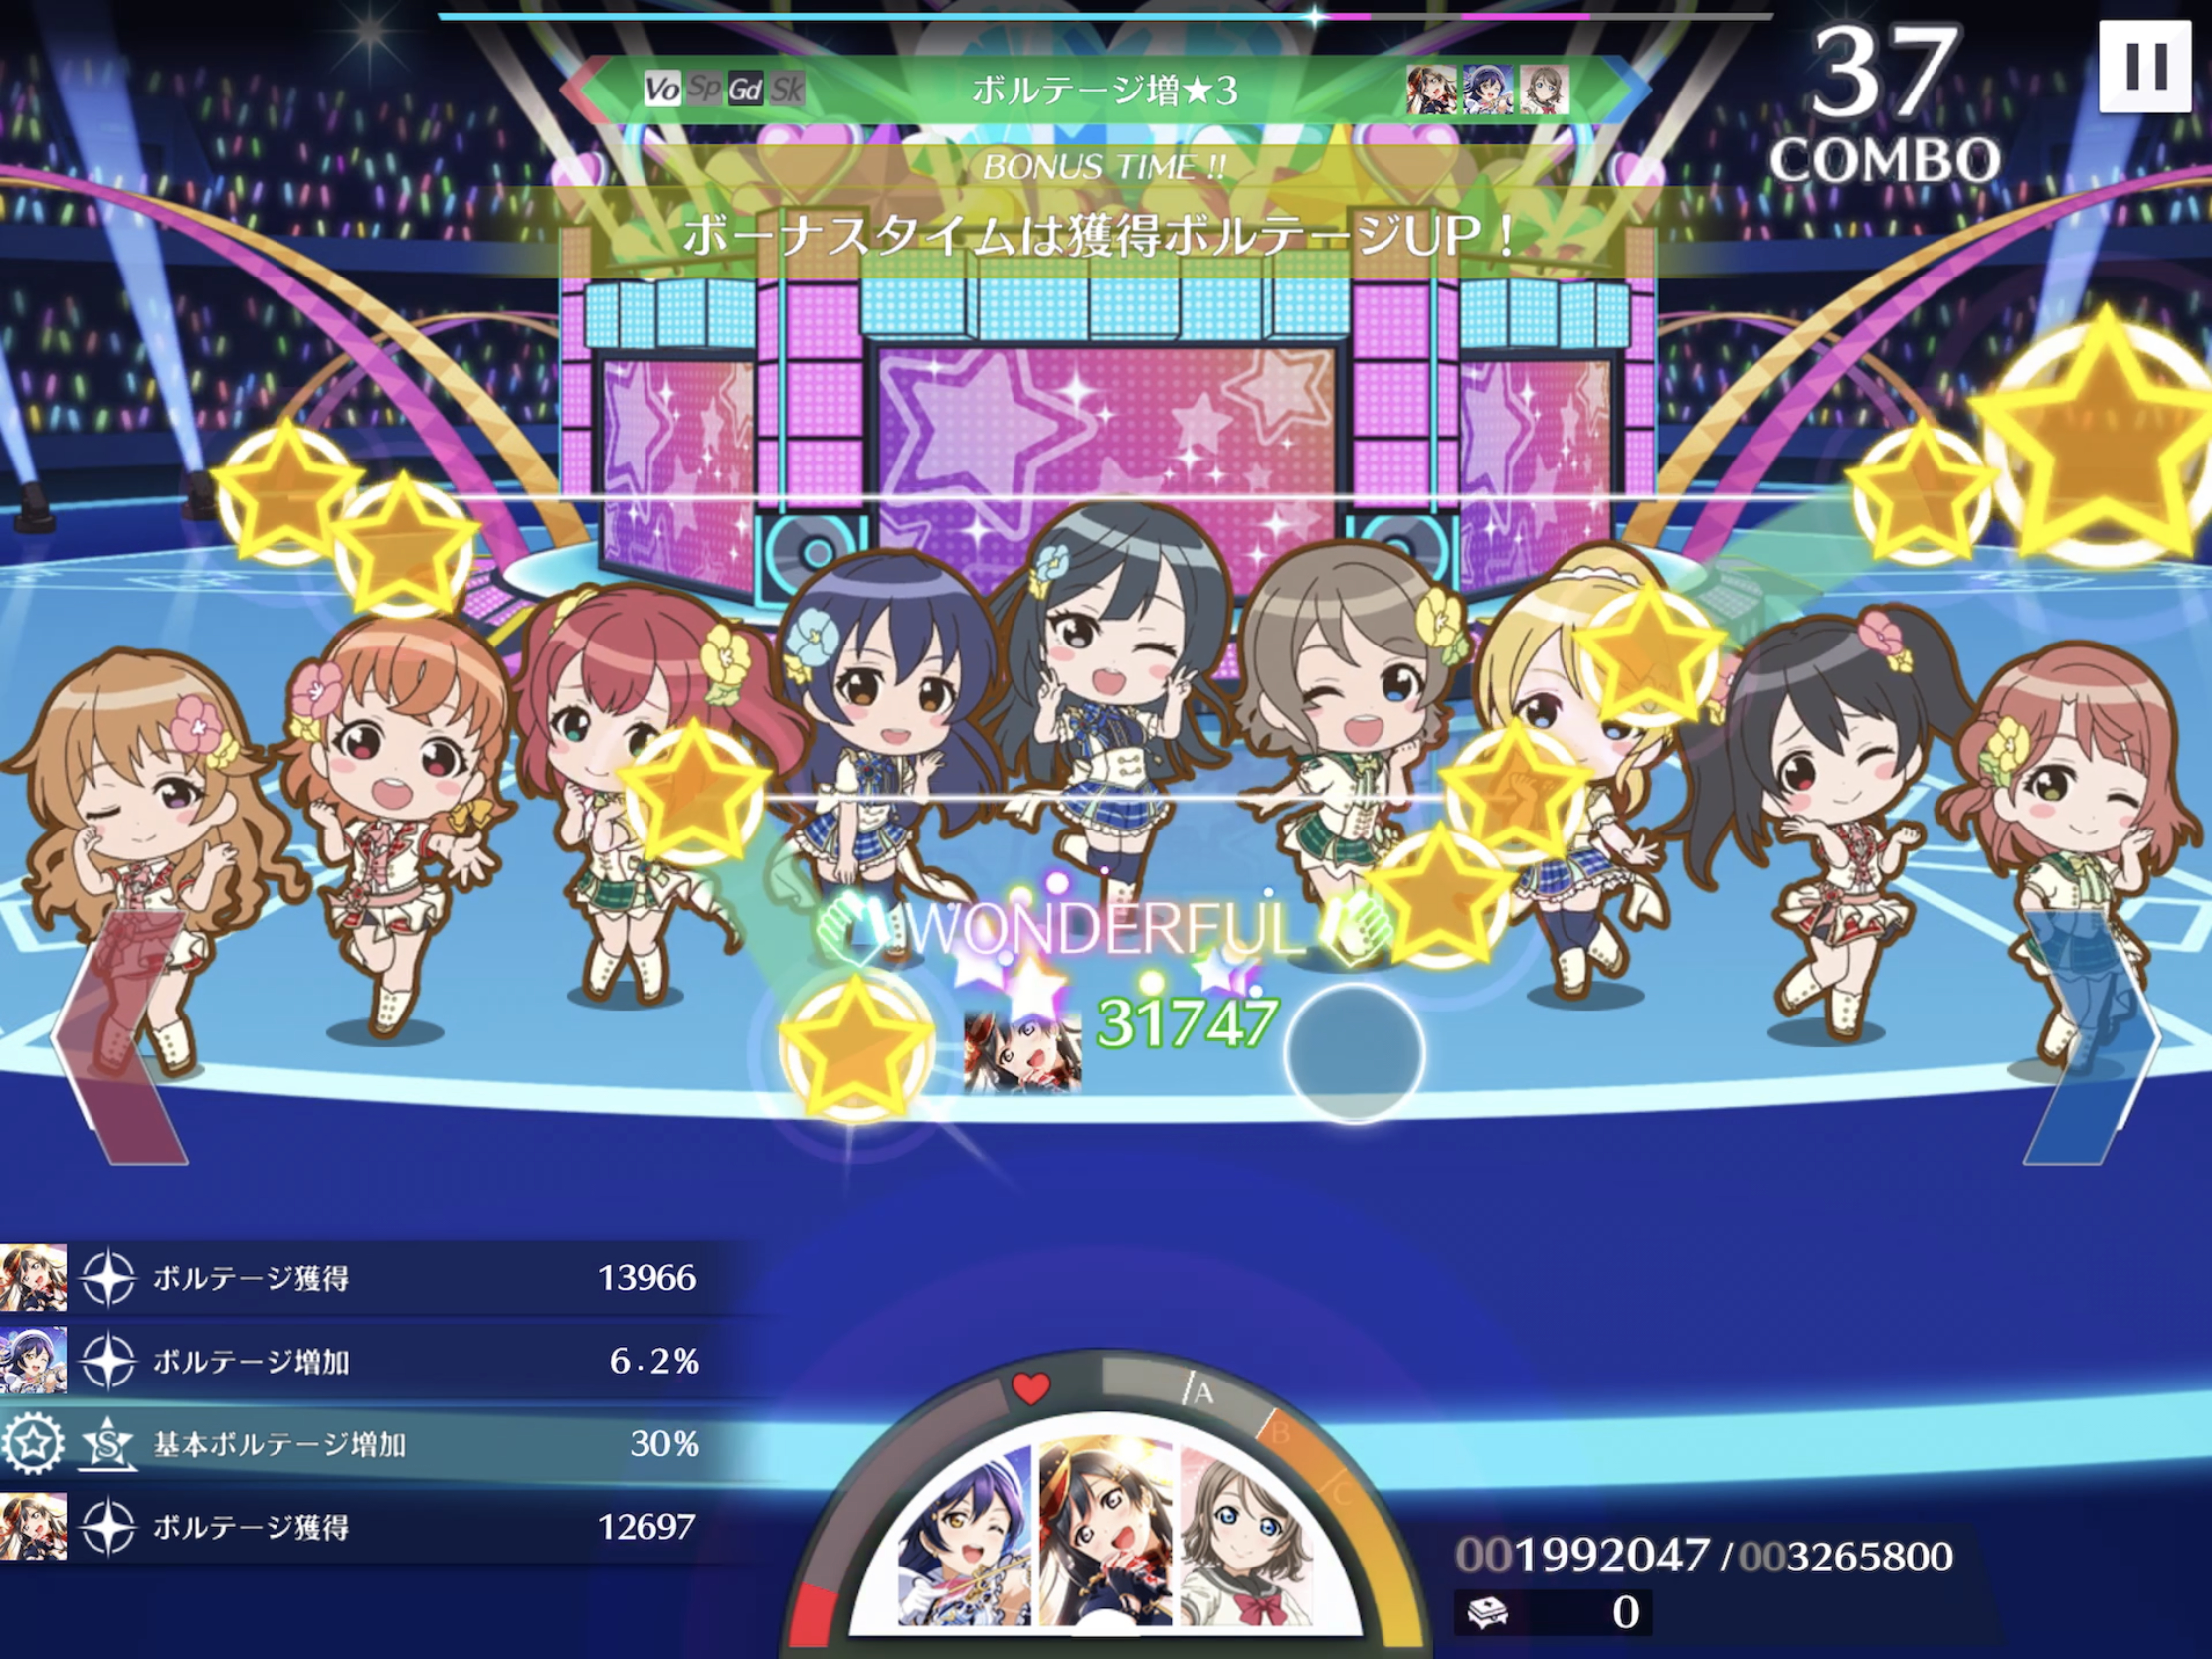 37
COMBO
Vo Sp Gd Sk ボルテージ増★3
BONUS TIME !!
ボーナスタイムは獲得ボルテージUP！
WONDERFUL
31747
ボルテージ獲得 13966
ボルテージ増加 6.2%
S 基本ボルテージ増加 30%
ボルテージ獲得 12697
A
B
C
001992047/003265800
0